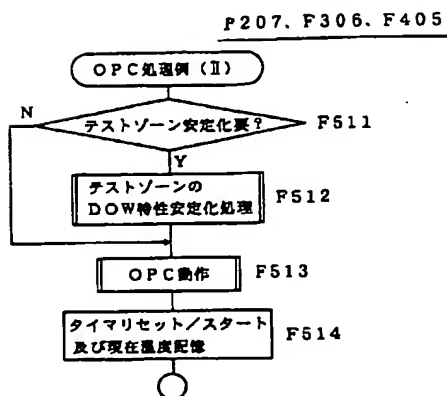 P207、F306、F405
OPC処理例(Ⅱ)
N
テストゾーン安定化要?
F511
Y
テストゾーンの
DOW特性安定化処理
F512
OPC動作
F513
タイマリセット/スタート
及び現在温度記憶
F514